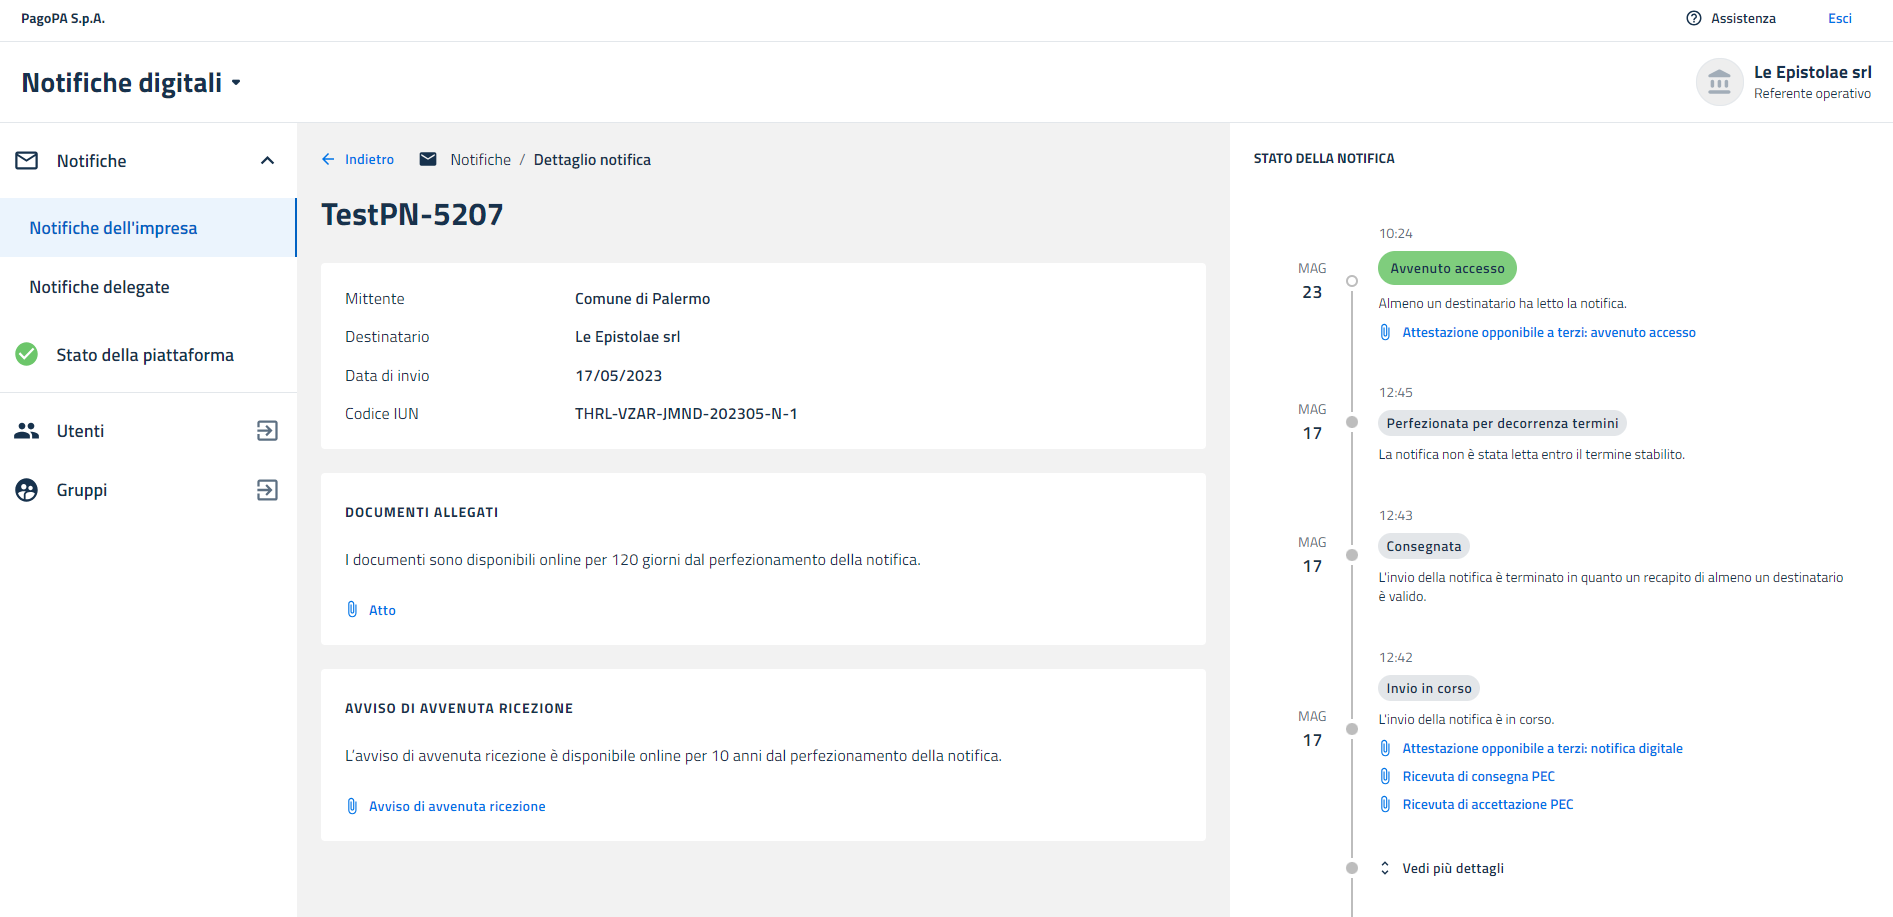 PagoPA S.p.A.
Assistenza
Esci
Notifiche digitali
Le Epistolae srl
Referente operativo
Notifiche
Notifiche dell'impresa
Notifiche delegate
Stato della piattaforma
Utenti
Gruppi
Indietro
Notifiche / Dettaglio notifica
TestPN-5207
Mittente Comune di Palermo
Destinatario Le Epistolae srl
Data di invio 17/05/2023
Codice IUN THRL-VZAR-JMND-202305-N-1
DOCUMENTI ALLEGATI
I documenti sono disponibili online per 120 giorni dal perfezionamento della notifica.
Atto
AVVISO DI AVVENUTA RICEZIONE
L'avviso di avvenuta ricezione è disponibile online per 10 anni dal perfezionamento della notifica.
Avviso di avvenuta ricezione
STATO DELLA NOTIFICA
10:24
MAG
23
Avvenuto accesso
Almeno un destinatario ha letto la notifica.
Attestazione opponibile a terzi: avvenuto accesso
12:45
MAG
17
Perfezionata per decorrenza termini
La notifica non è stata letta entro il termine stabilito.
12:43
MAG
17
Consegnata
L'invio della notifica è terminato in quanto un recapito di almeno un destinatario
è valido.
12:42
MAG
17
Invio in corso
L'invio della notifica è in corso.
Attestazione opponibile a terzi: notifica digitale
Ricevuta di consegna PEC
Ricevuta di accettazione PEC
Vedi più dettagli